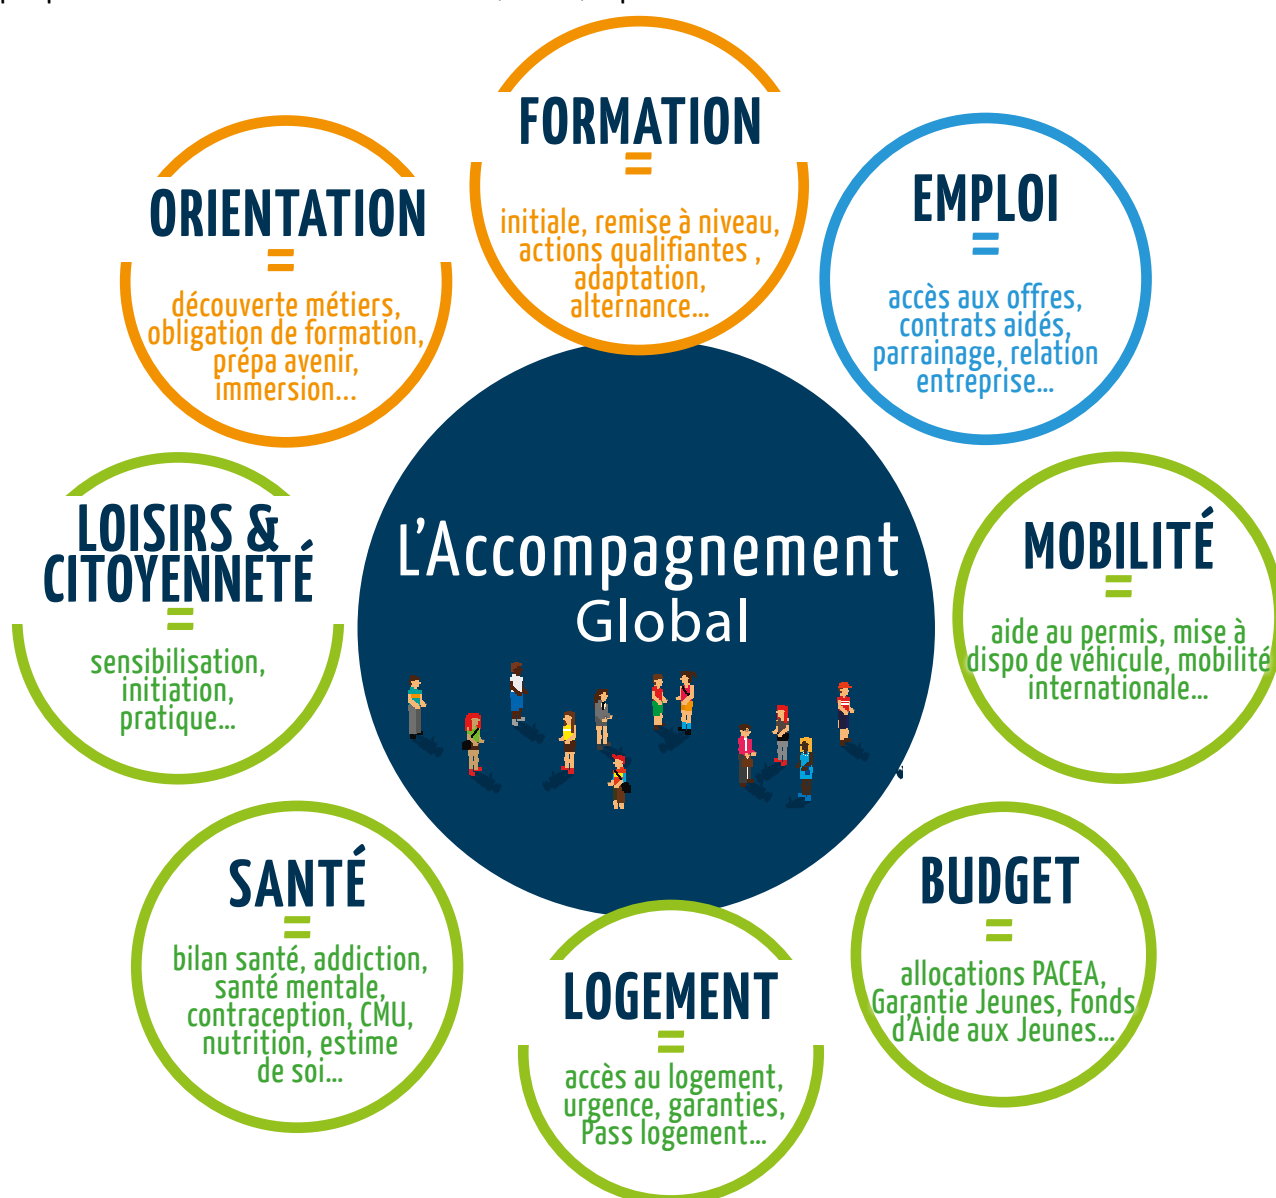 FORMATION
=
initiale, remise à niveau,
actions qualifiantes ,
adaptation,
alternance...
ORIENTATION
=
découverte métiers,
obligation de formation,
prépa avenir,
immersion...
EMPLOI
=
accès aux offres,
contrats aidés,
parrainage, relation
entreprise...
LOISIRS &
CITOYENNETÉ
=
sensibilisation,
initiation,
pratique...
L'Accompagnement
Global
MOBILITÉ
=
aide au permis, mise à
dispo de véhicule, mobilité
internationale...
SANTÉ
=
bilan santé, addiction,
santé mentale,
contraception, CMU,
nutrition, estime
de soi...
BUDGET
=
allocations PACEA,
Garantie Jeunes, Fonds
d'Aide aux Jeunes...
LOGEMENT
=
accès au logement,
urgence, garanties,
Pass logement...